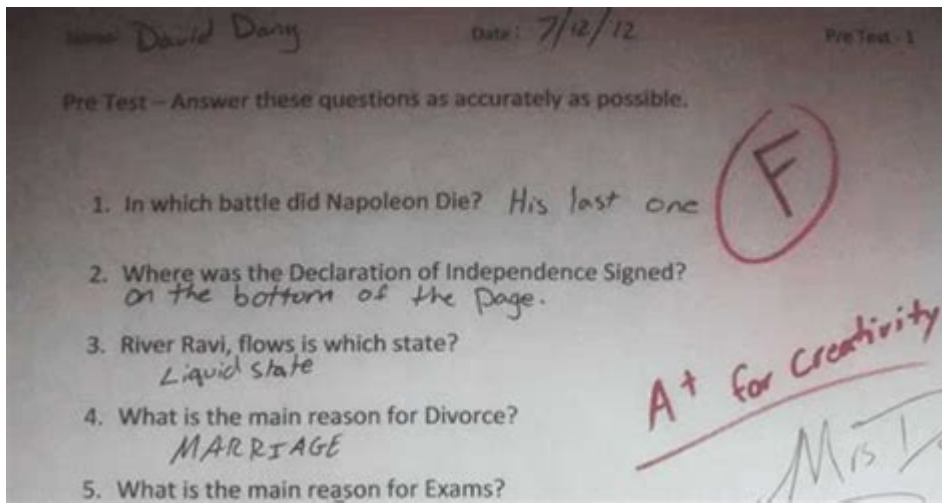 Name: David Dang Date: 7/12/12 Pre Test - 1
Pre Test – Answer these questions as accurately as possible.
F
1. In which battle did Napoleon Die? His last one
2. Where was the Declaration of Independence Signed?
on the bottom of the page.
3. River Ravi, flows is which state?
Liquid state
A+ for Creativity
4. What is the main reason for Divorce?
MARRIAGE
Mrs
5. What is the main reason for Exams?